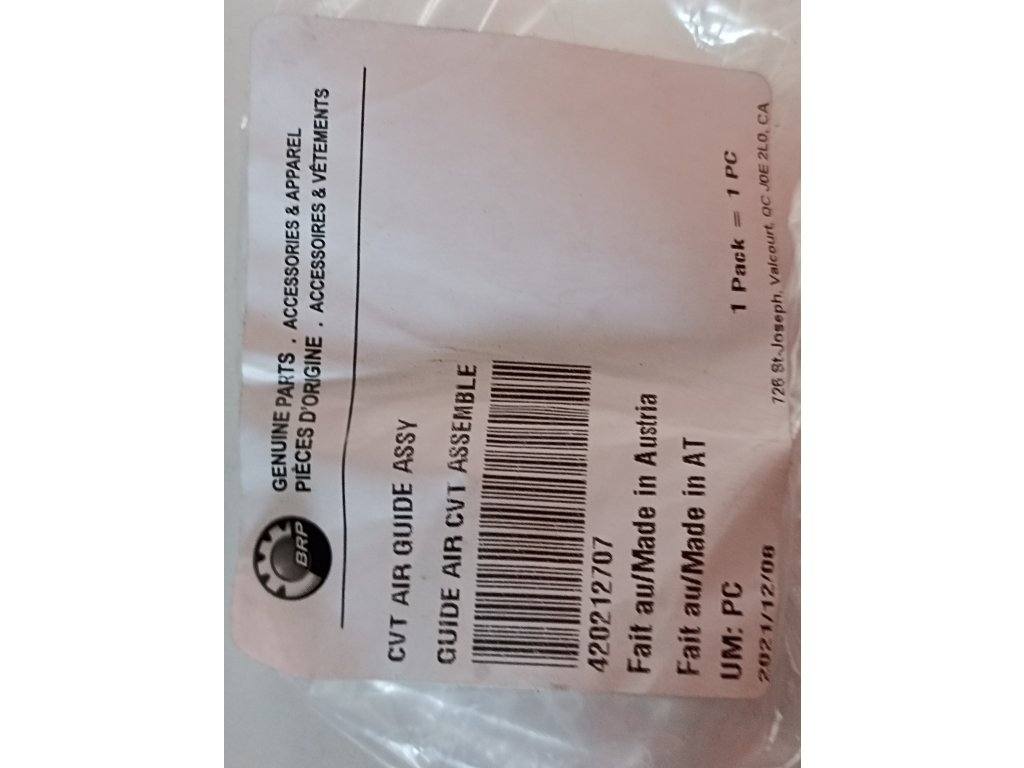 BRP
GENUINE PARTS . ACCESSORIES & APPAREL
PIÈCES D'ORIGINE . ACCESSOIRES & VÊTEMENTS
CVT AIR GUIDE ASSY
GUIDE AIR CVT ASSEMBLE
420212707
Fait au/Made in Austria
Fait au/Made in AT
UM: PC
1 Pack = 1 PC
2021/12/08
726 St-Joseph, Valcourt, QC J0E 2L0, CA